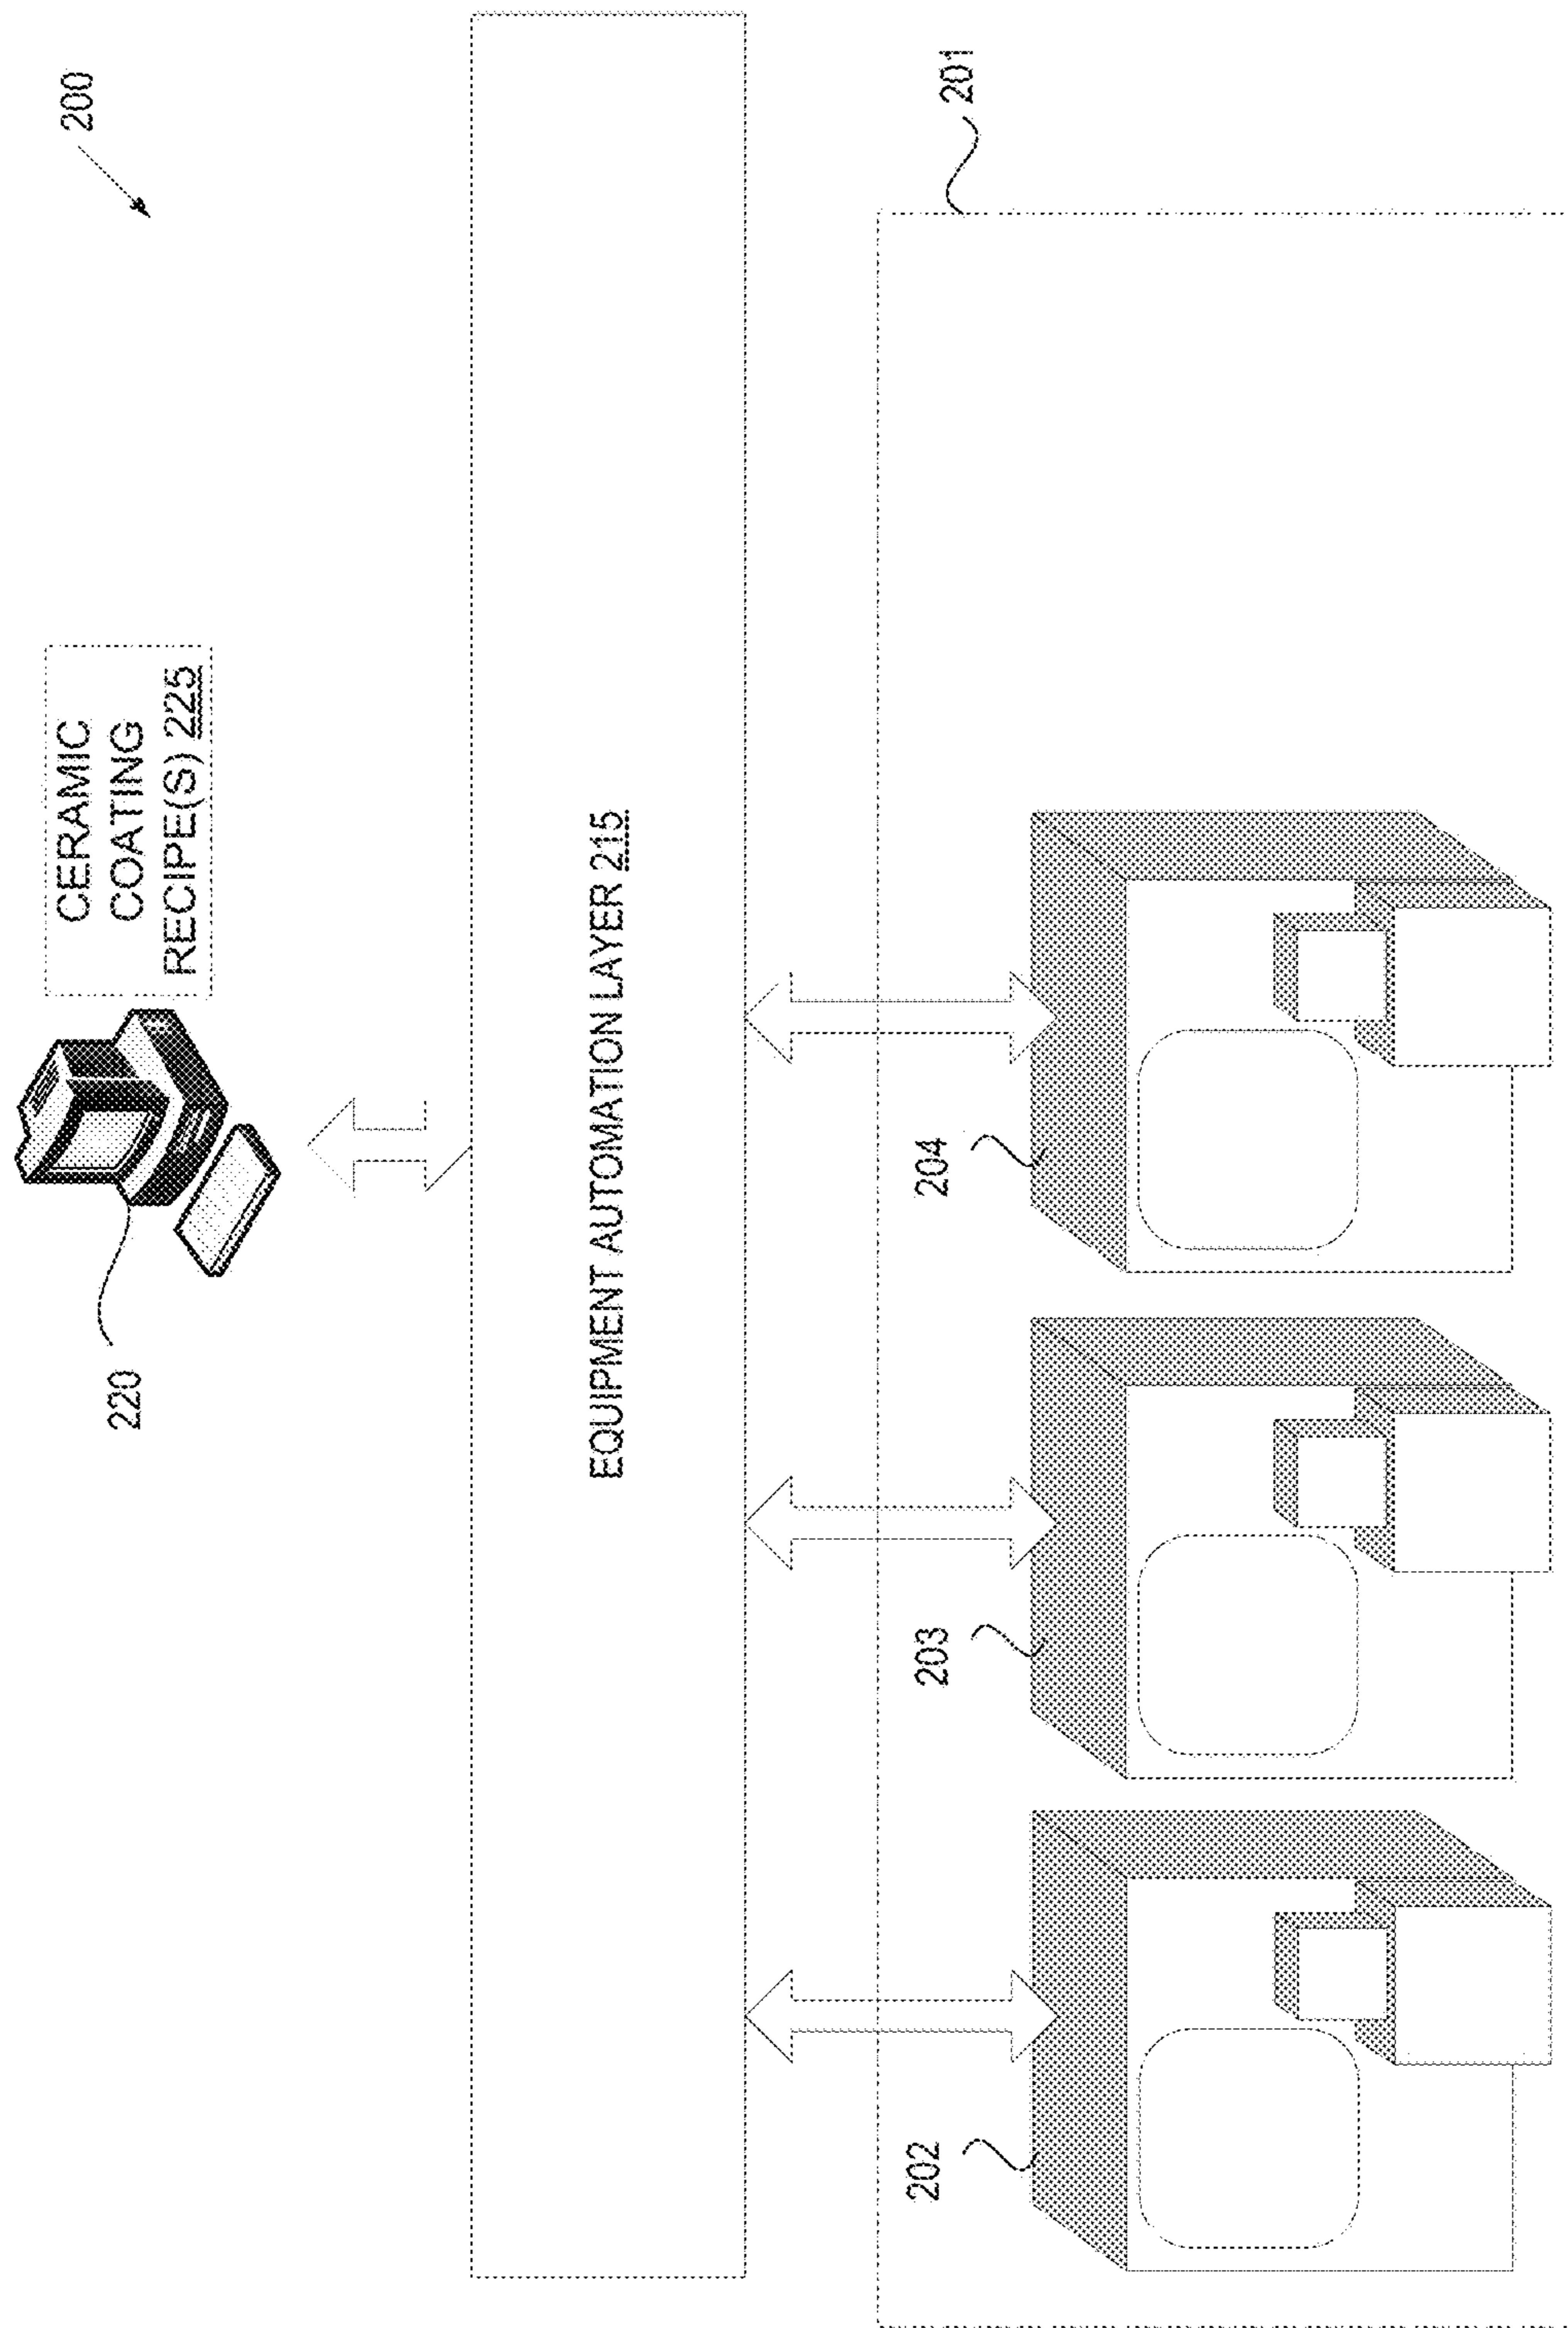 200
CERAMIC
COATING
RECIPE(S) 225
220
EQUIPMENT AUTOMATION LAYER 215
201
202
203
204